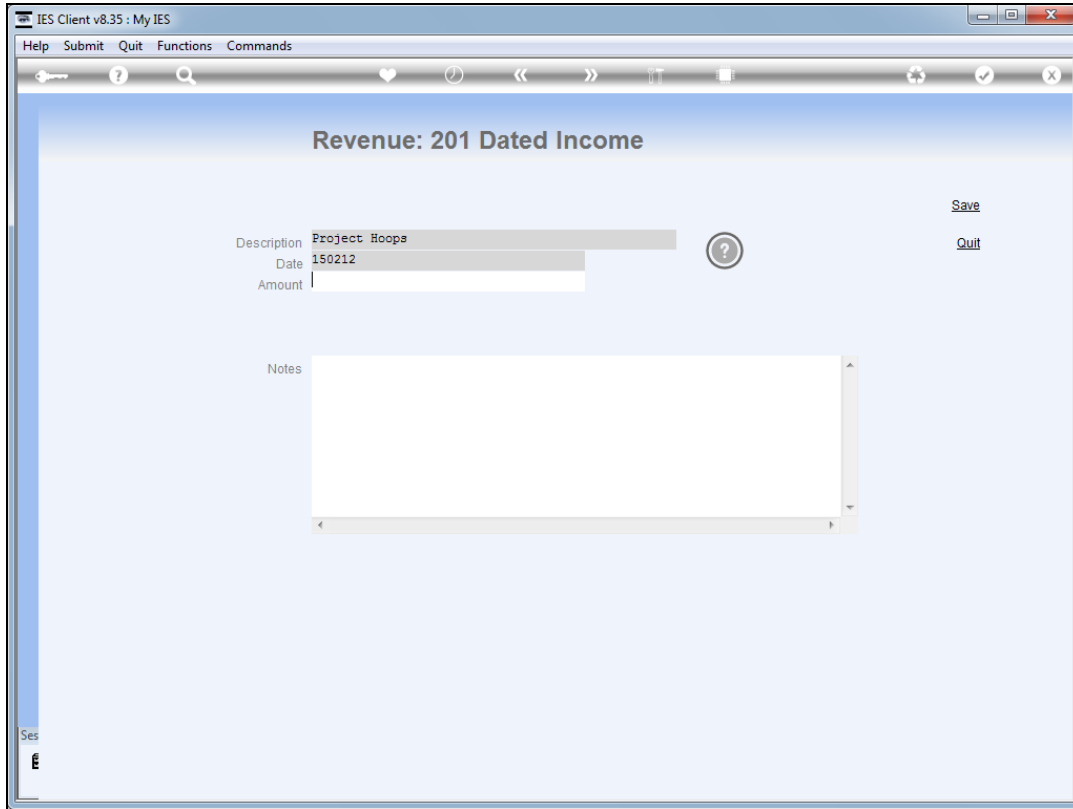 IES Client v8.35 : My IES
Help Submit Quit Functions Commands
Revenue: 201 Dated Income
Save
Description Project Hoops
Quit
Date 150212
Amount
Notes
Ses